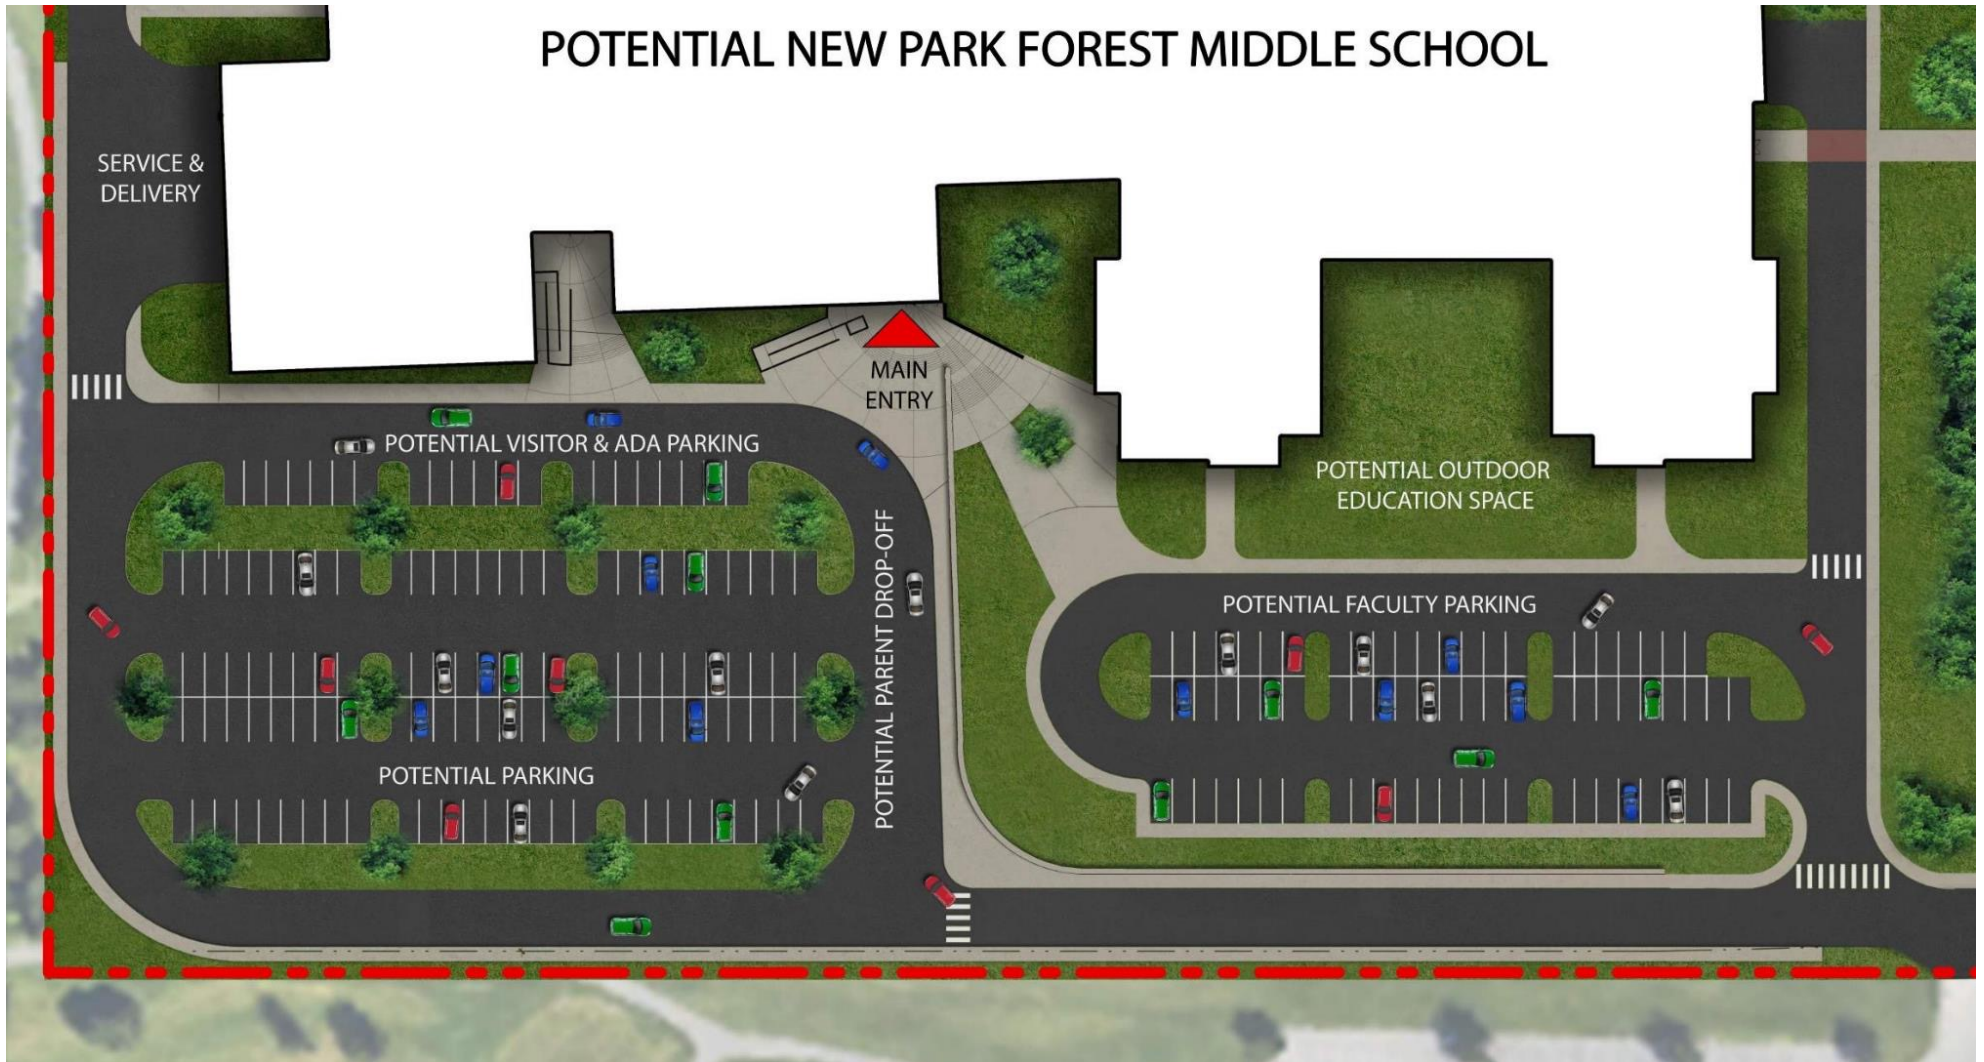 POTENTIAL NEW PARK FOREST MIDDLE SCHOOL
SERVICE &
DELIVERY
MAIN
ENTRY
POTENTIAL VISITOR & ADA PARKING
POTENTIAL OUTDOOR
EDUCATION SPACE
POTENTIAL PARENT DROP-OFF
POTENTIAL FACULTY PARKING
POTENTIAL PARKING